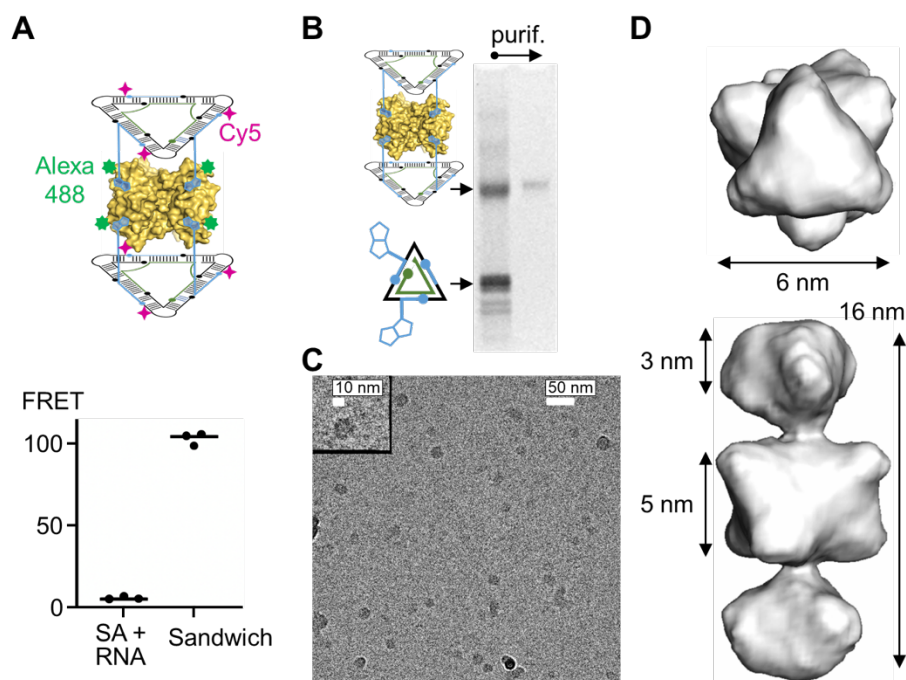 A
Cy5
Alexa
488
FRET
100
50
0
SA +
RNA
Sandwich
B
purif.
C
10 nm
50 nm
D
6 nm
16 nm
3 nm
5 nm